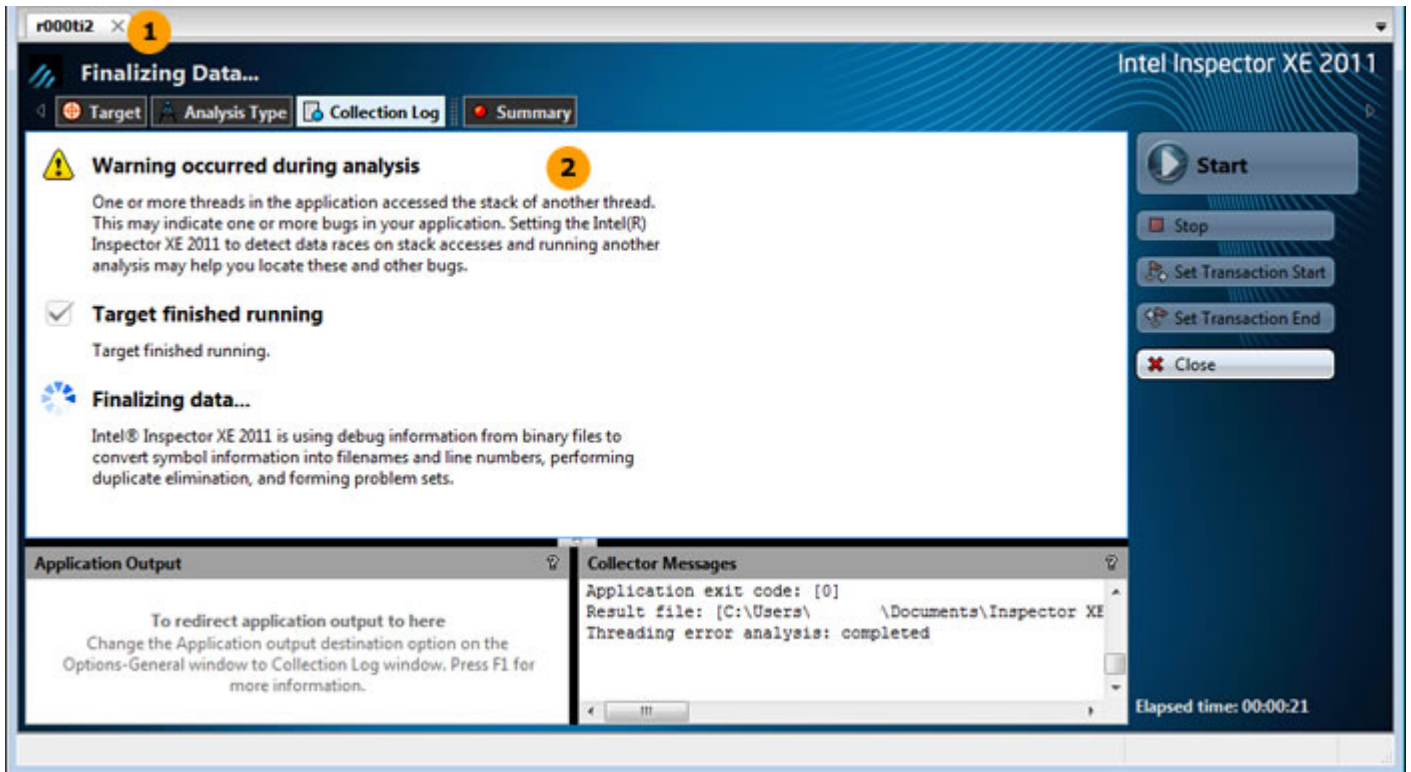 r000ti2
1
Finalizing Data...
Intel Inspector XE 2011
Target
Analysis Type
Collection Log
Summary
2
Warning occurred during analysis
One or more threads in the application accessed the stack of another thread.
This may indicate one or more bugs in your application. Setting the Intel(R)
Inspector XE 2011 to detect data races on stack accesses and running another
analysis may help you locate these and other bugs.
Target finished running
Target finished running.
Finalizing data...
Intel® Inspector XE 2011 is using debug information from binary files to
convert symbol information into filenames and line numbers, performing
duplicate elimination, and forming problem sets.
Start
Stop
Set Transaction Start
Set Transaction End
Close
Application Output
To redirect application output to here
Change the Application output destination option on the
Options-General window to Collection Log window. Press F1 for
more information.
Collector Messages
Application exit code: [0]
Result file: [C:\Users\ \Documents\Inspector XE
Threading error analysis: completed
Elapsed time: 00:00:21